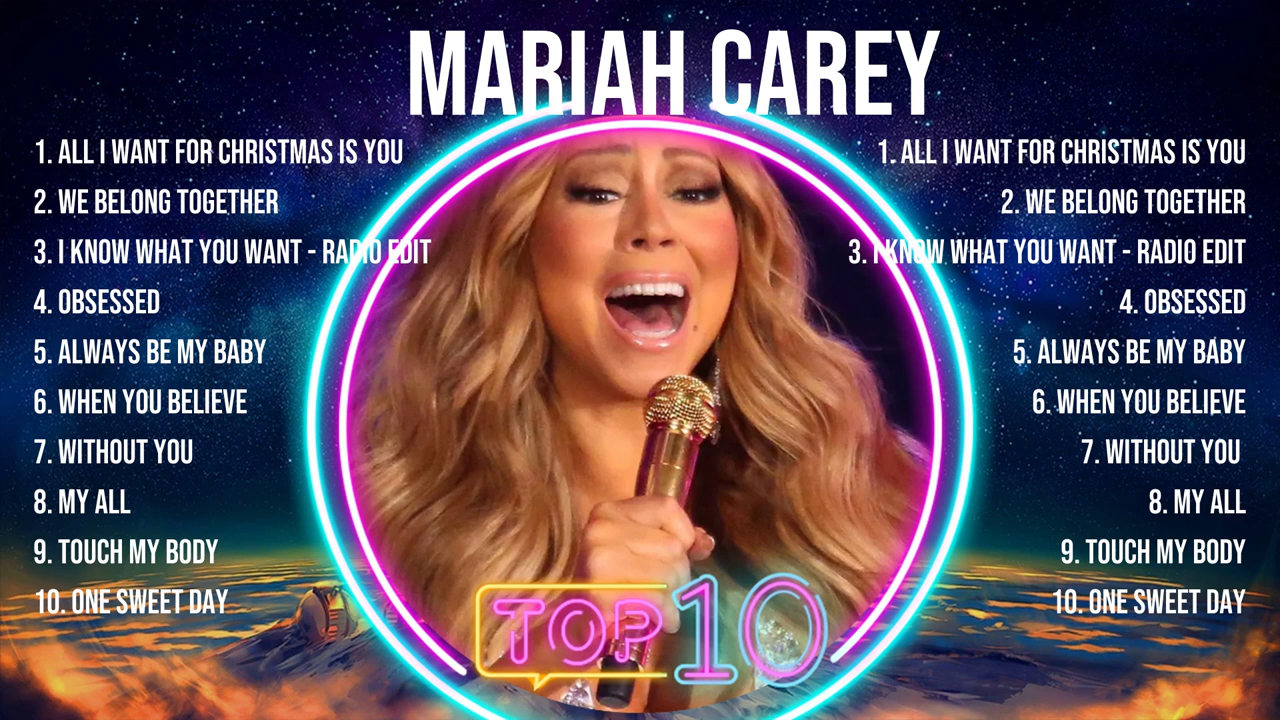 MARIAH CAREY
1. ALL I WANT FOR CHRISTMAS IS YOU
2. WE BELONG TOGETHER
3. I KNOW WHAT YOU WANT - RADIO EDIT
4. OBSESSED
5. ALWAYS BE MY BABY
6. WHEN YOU BELIEVE
7. WITHOUT YOU
8. MY ALL
9. TOUCH MY BODY
10. ONE SWEET DAY
1. ALL I WANT FOR CHRISTMAS IS YOU
2. WE BELONG TOGETHER
3. I KNOW WHAT YOU WANT - RADIO EDIT
4. OBSESSED
5. ALWAYS BE MY BABY
6. WHEN YOU BELIEVE
7. WITHOUT YOU
8. MY ALL
9. TOUCH MY BODY
10. ONE SWEET DAY
TOP 10